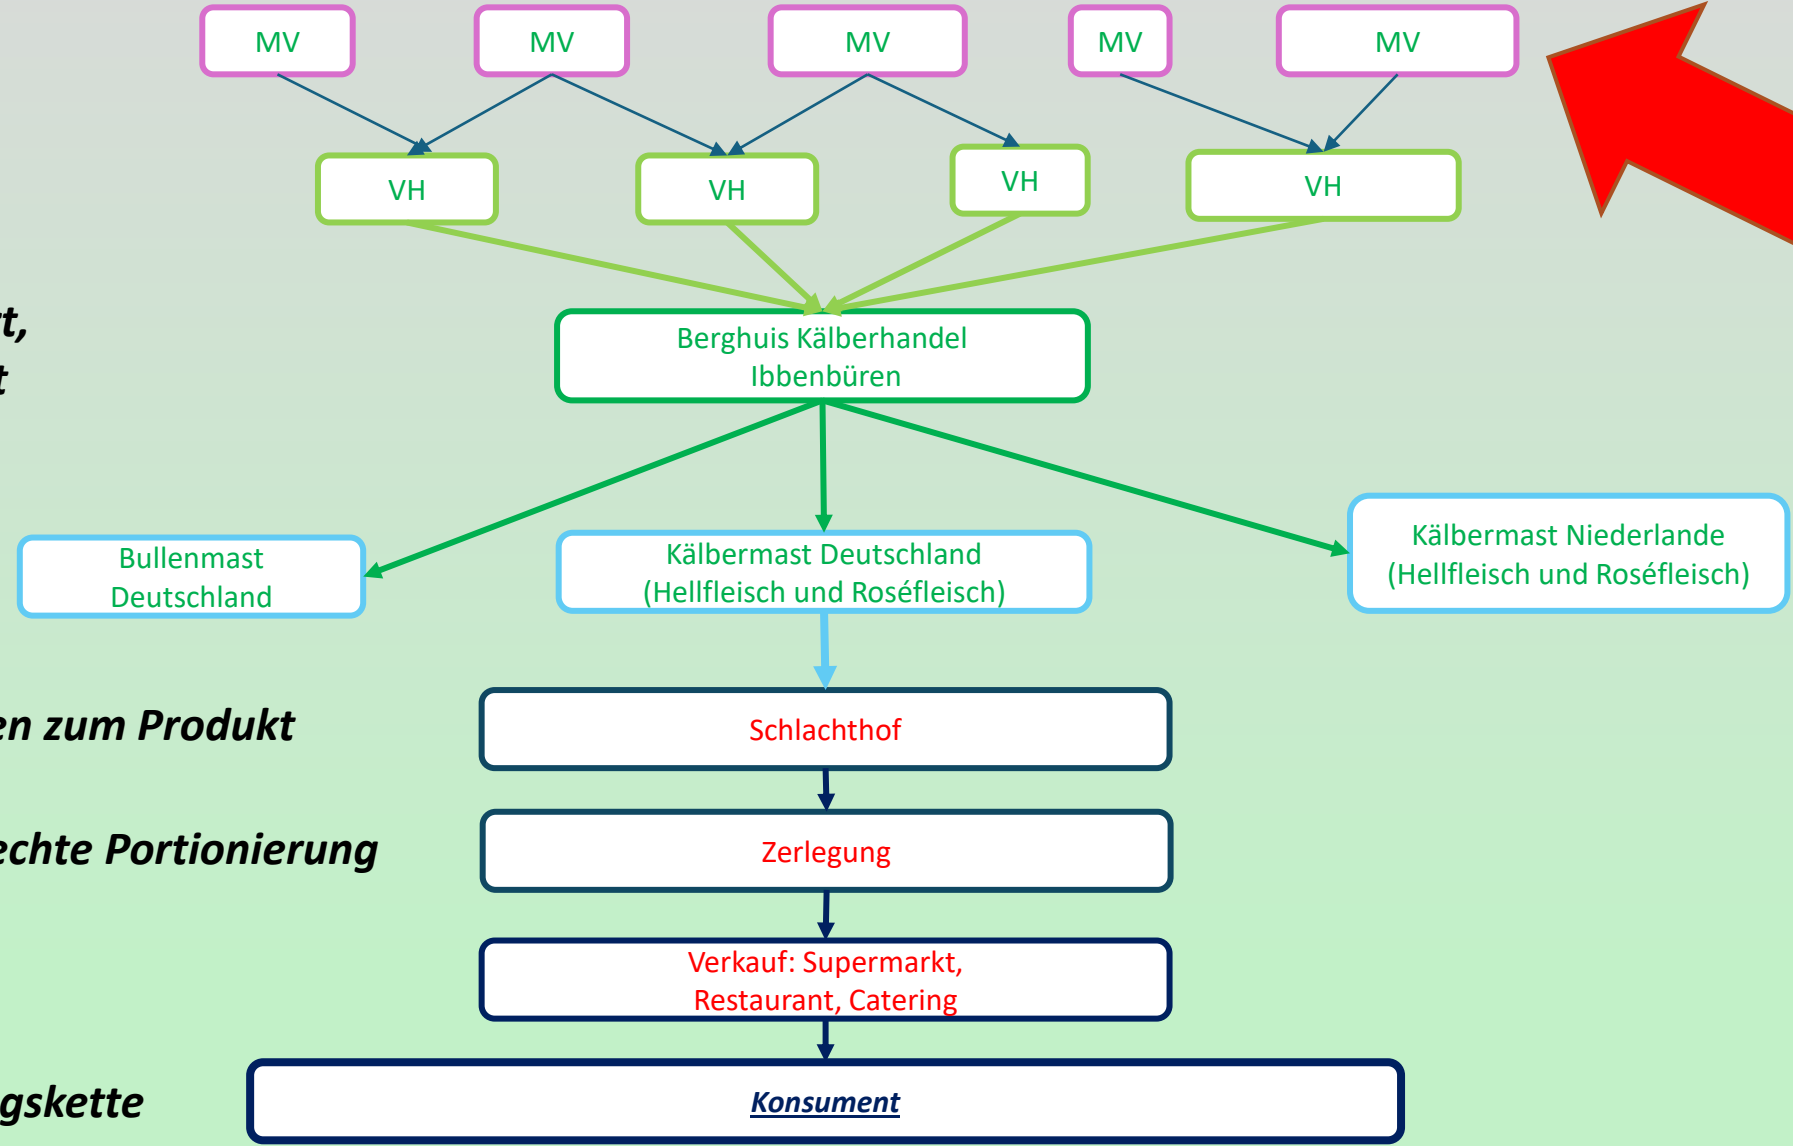 MV MV MV MV MV
VH VH VH VH
t,
t
Berghuis Kälberhandel
Ibbenbüren
Bullenmast
Deutschland
Kälbermast Deutschland
(Hellfleisch und Roséfleisch)
Kälbermast Niederlande
(Hellfleisch und Roséfleisch)
en zum Produkt
Schlachthof
echte Portionierung
Zerlegung
Verkauf: Supermarkt,
Restaurant, Catering
gskette
Konsument